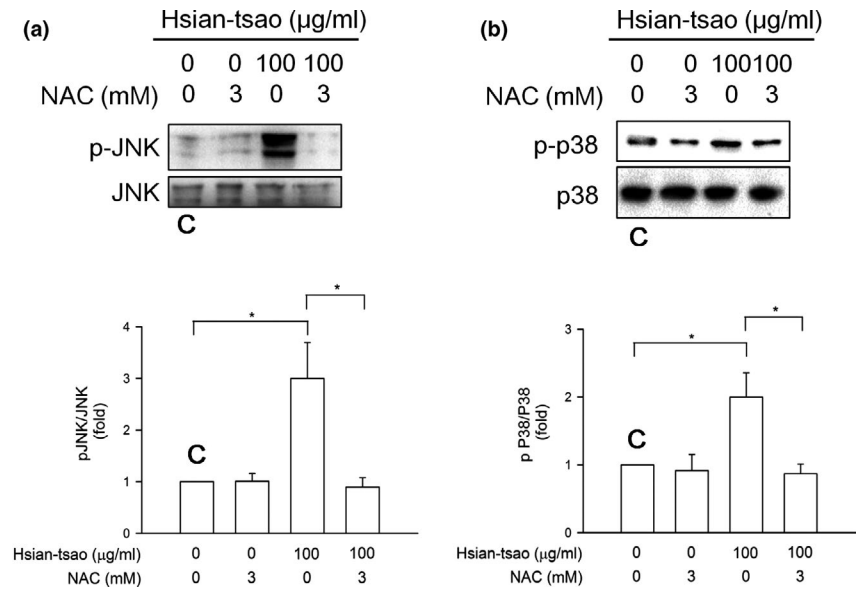 (a)
Hsian-tsao (µg/ml)
0 0 100 100
NAC (mM) 0 3 0 3
p-JNK
JNK
C
*
*
4
3
2
1
0
pJNK/JNK
(fold)
C
Hsian-tsao (µg/ml) 0 0 100 100
NAC (mM) 0 3 0 3
(b)
Hsian-tsao (µg/ml)
0 0 100 100
NAC (mM) 0 3 0 3
p-p38
p38
C
*
*
3
2
1
0
p P38/P38
(fold)
C
Hsian-tsao (µg/ml) 0 0 100 100
NAC (mM) 0 3 0 3